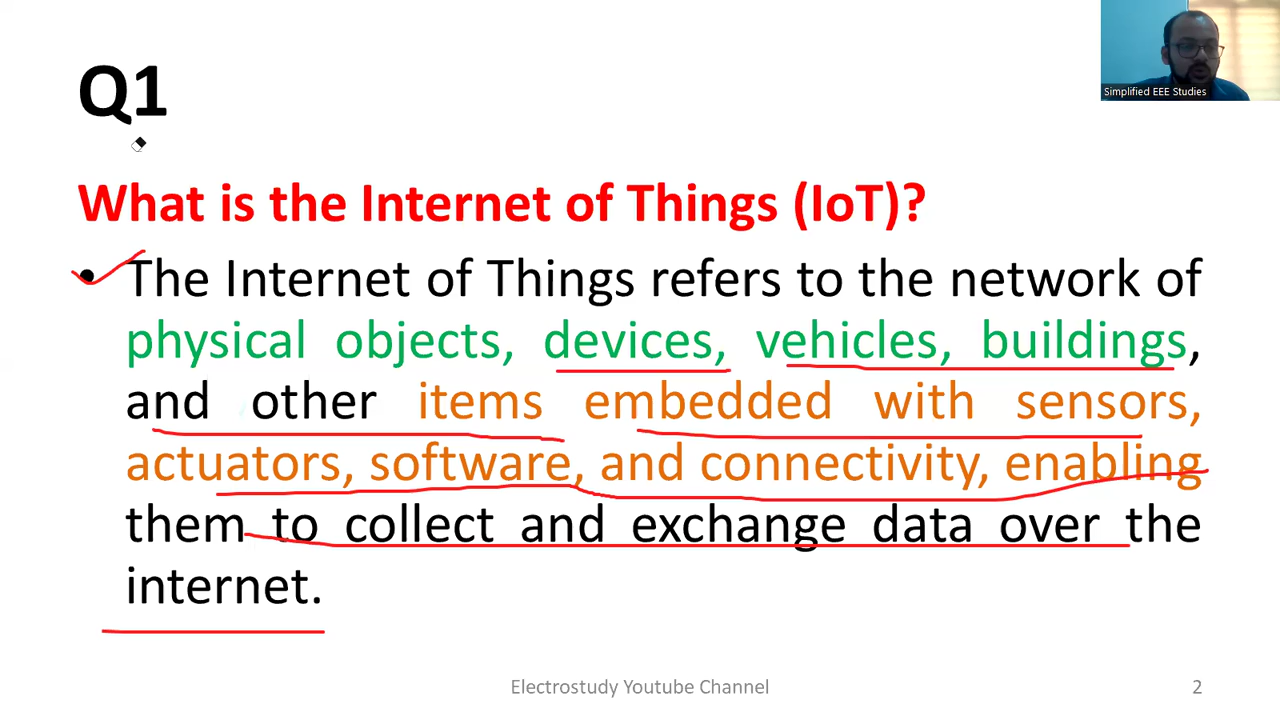 Simplified EEE Studies
Q1
What is the Internet of Things (IoT)?
• The Internet of Things refers to the network of
physical objects, devices, vehicles, buildings,
and other items embedded with sensors,
actuators, software, and connectivity, enabling
them to collect and exchange data over the
internet.
Electrostudy Youtube Channel
2